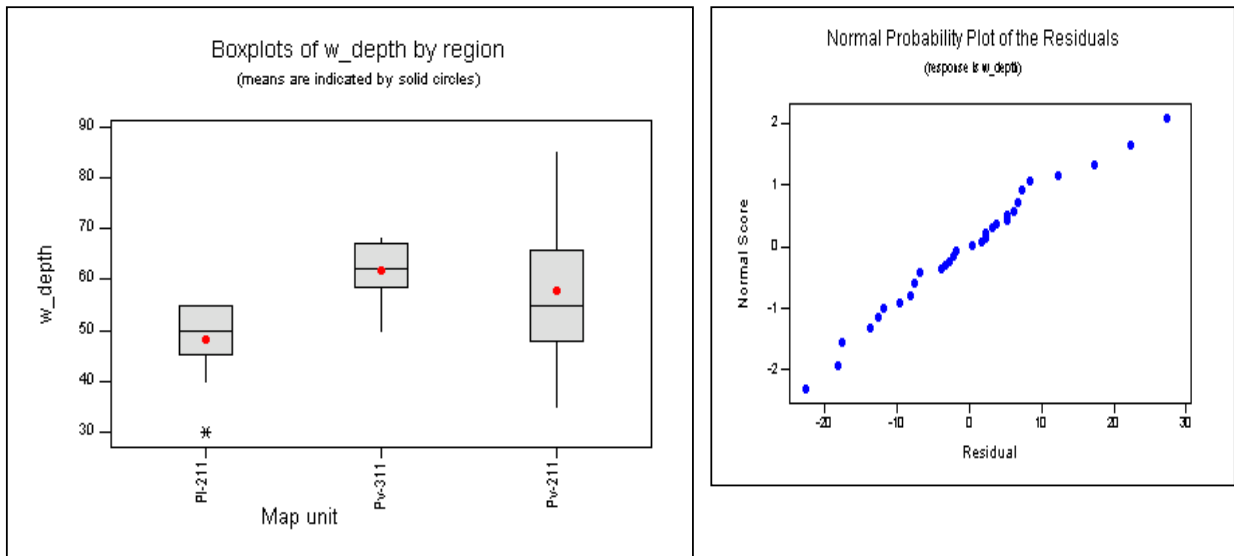 Boxplots of w_depth by region
(means are indicated by solid circles)
90
80
70
60
50
40
30
w_depth
Pl-211
Pv-311
Pv-211
Map unit
Normal Probability Plot of the Residuals
(response is w_depth)
2
1
0
-1
-2
Normal Score
-20
-10
0
10
20
30
Residual